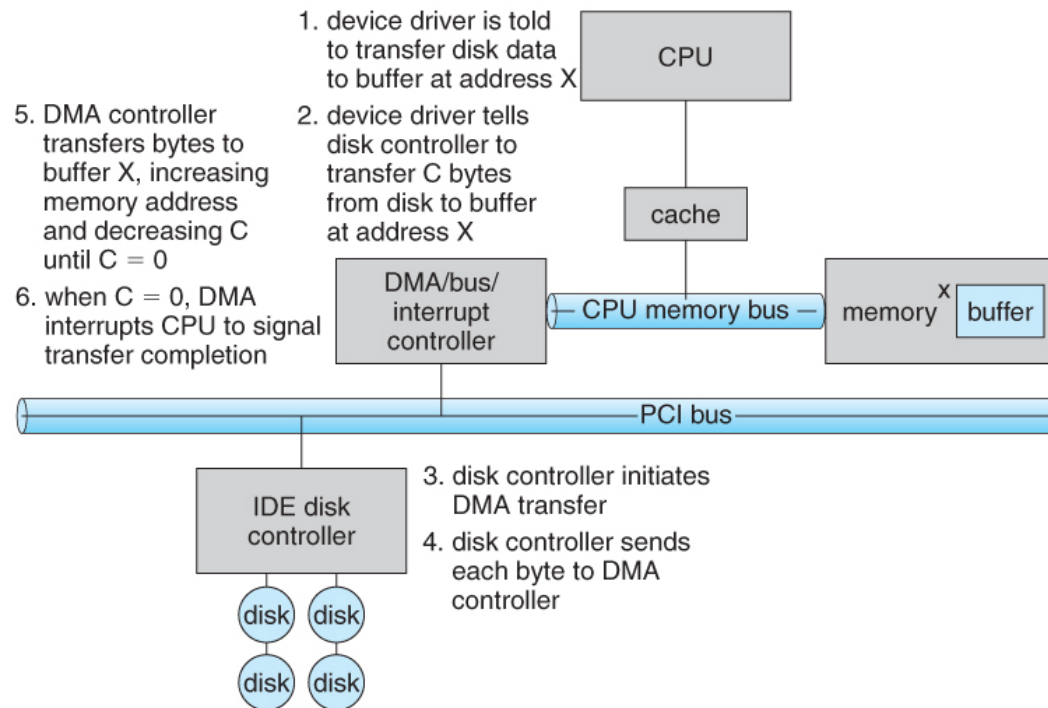 1. device driver is told
to transfer disk data
to buffer at address X
CPU
5. DMA controller
transfers bytes to
buffer X, increasing
memory address
and decreasing C
until C = 0
2. device driver tells
disk controller to
transfer C bytes
from disk to buffer
at address X
cache
6. when C = 0, DMA
interrupts CPU to signal
transfer completion
DMA/bus/
interrupt
controller
CPU memory bus
memory
x
buffer
PCI bus
IDE disk
controller
3. disk controller initiates
DMA transfer
4. disk controller sends
each byte to DMA
controller
disk
disk
disk
disk